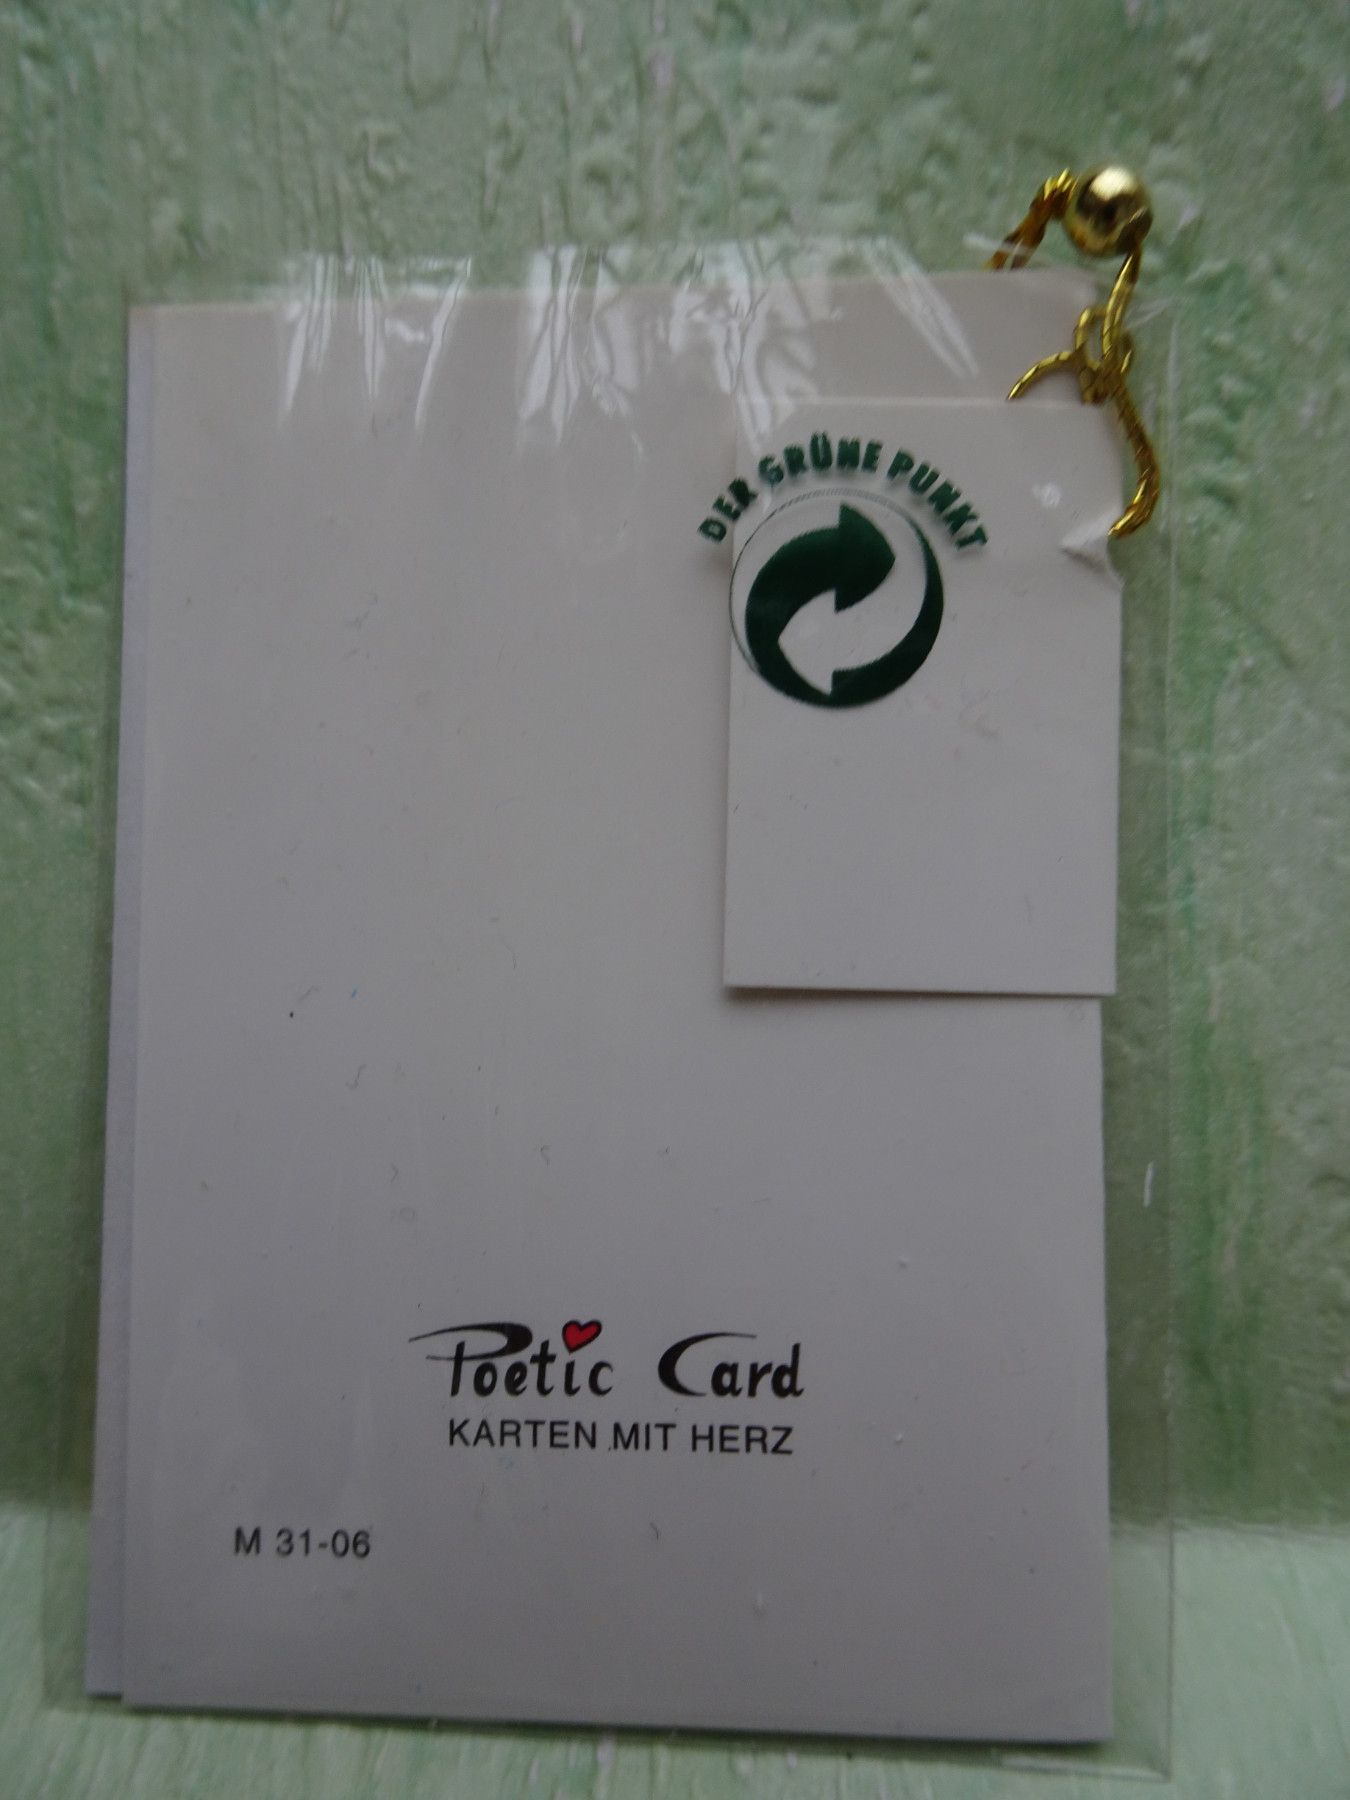 DER GRÜNE PUNKT
Poetic Card
KARTEN MIT HERZ
M 31-06